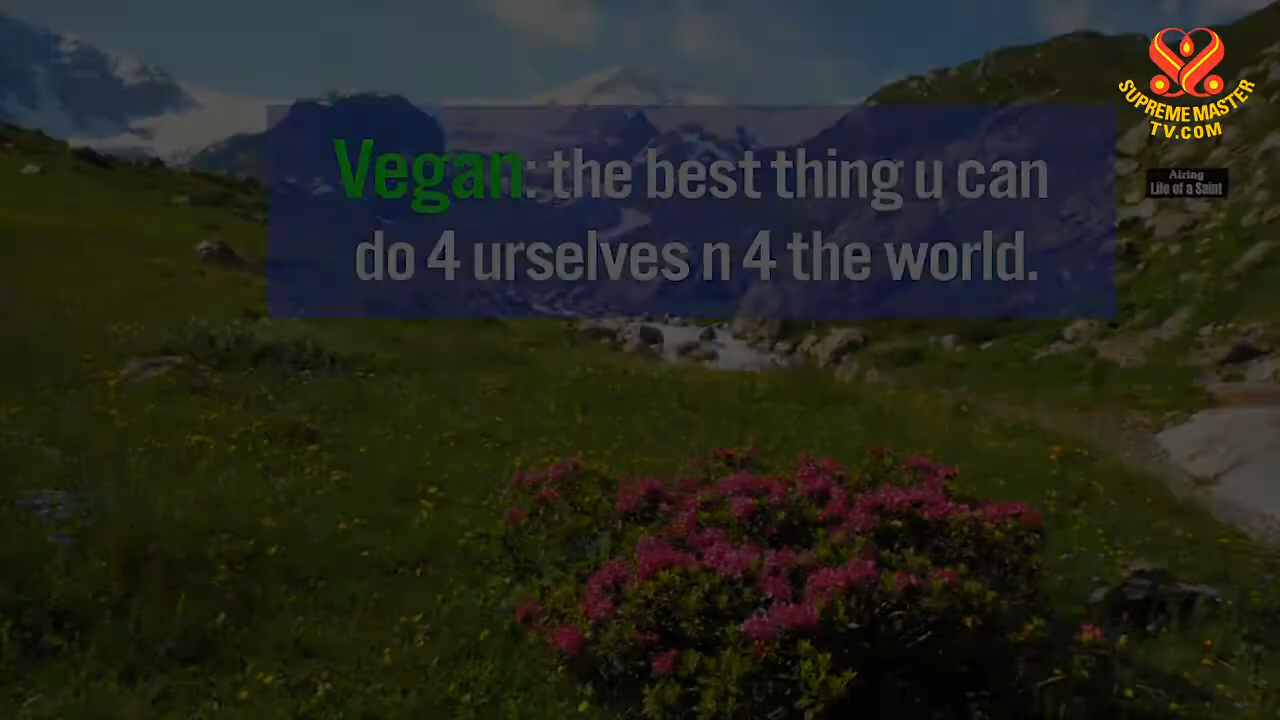 Vegan: the best thing u can
do 4 urselves n 4 the world.
SUPREME MASTER
TV.COM
Airing
Life of a Saint